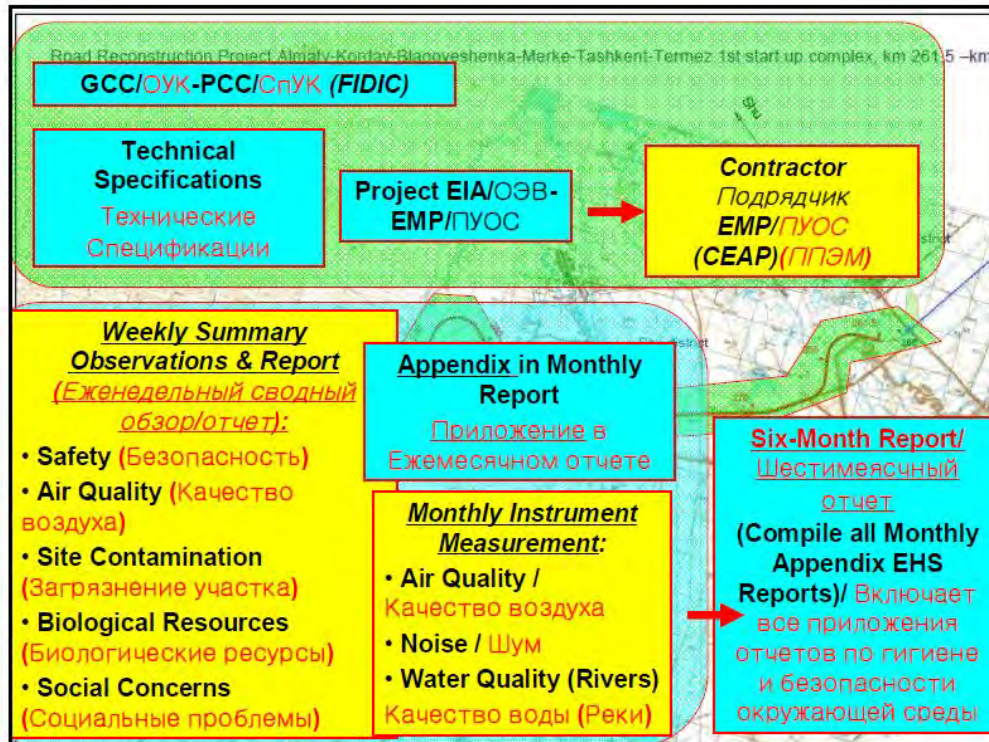 Road Reconstruction Project Almaty-Korday-Blagoveshenka-Merke-Tashkent-Termez 1st start up complex, km 261,5 –km
GCC/ОУК-PCC/СпУК (FIDIC)
Technical
Specifications
Технические
Спецификации
Project EIA/ОЭВ-
EMP/ПУОС
Contractor
Подрядчик
EMP/ПУОС
(CEAP)(ППЭМ)
Weekly Summary
Observations & Report
(Еженедельный сводный
обзор/отчет):
• Safety (Безопасность)
• Air Quality (Качество
воздуха)
• Site Contamination
(Загрязнение участка)
• Biological Resources
(Биологические ресурсы)
• Social Concerns
(Социальные проблемы)
Appendix in Monthly
Report
Приложение в
Ежемесячном отчете
Monthly Instrument
Measurement:
• Air Quality /
Качество воздуха
• Noise / Шум
• Water Quality (Rivers)
Качество воды (Реки)
Six-Month Report/
Шестимеясчный
отчет
(Compile all Monthly
Appendix EHS
Reports)/ Включает
все приложения
отчетов по гигиене
и безопасности
окружающей среды